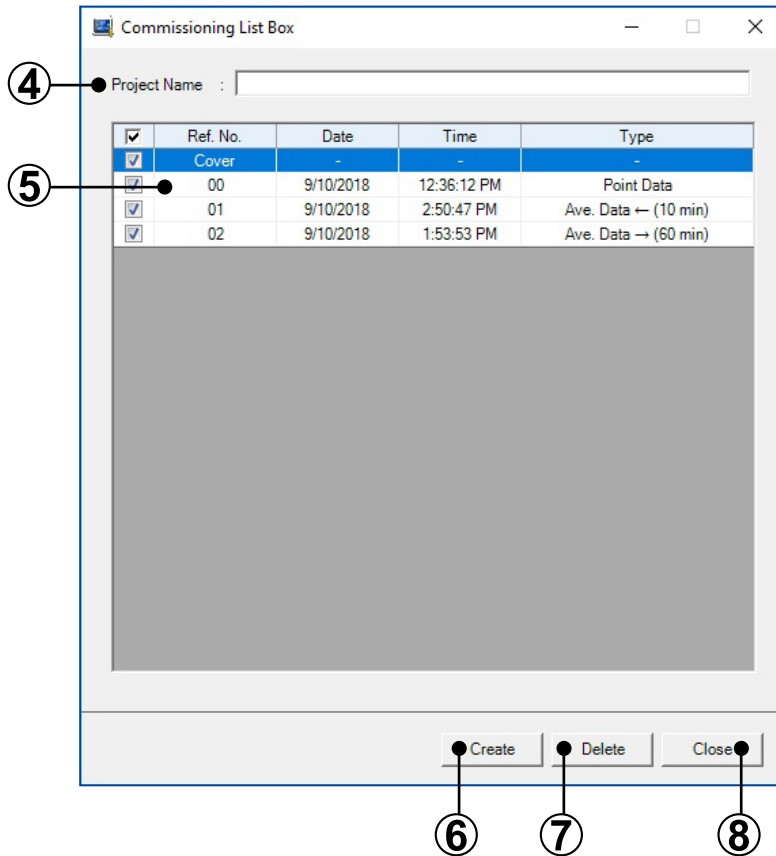 Commissioning List Box
④ Project Name :
Ref. No. Date Time Type
Cover - - -
⑤ 00 9/10/2018 12:36:12 PM Point Data
01 9/10/2018 2:50:47 PM Ave. Data ← (10 min)
02 9/10/2018 1:53:53 PM Ave. Data → (60 min)
Create Delete Close
⑥ ⑦ ⑧